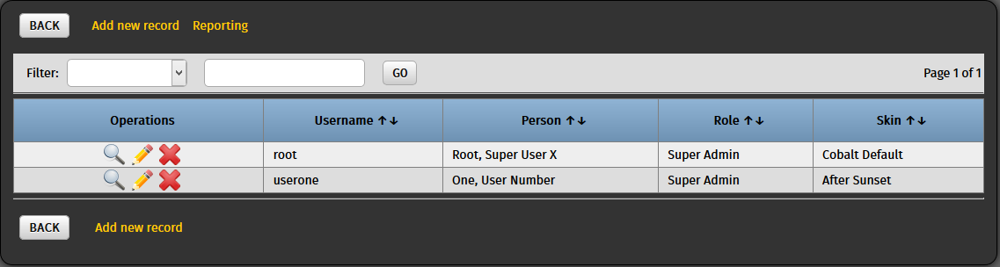 BACK Add new record Reporting
Filter: GO Page 1 of 1
Operations Username ↑↓ Person ↑↓ Role ↑↓ Skin ↑↓
root Root, Super User X Super Admin Cobalt Default
userone One, User Number Super Admin After Sunset
BACK Add new record